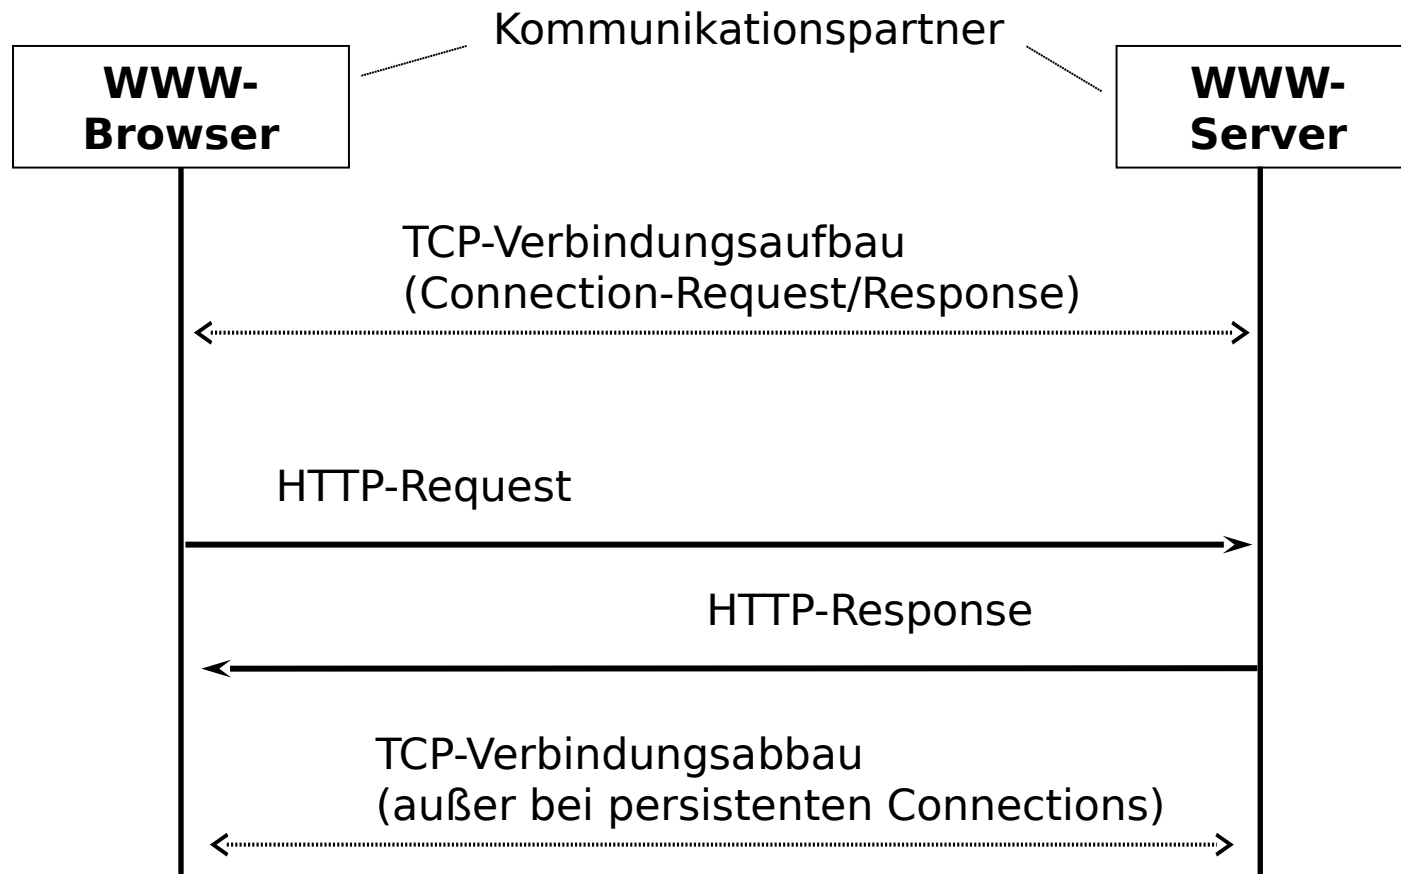 Kommunikationspartner
WWW-
Browser
WWW-
Server
TCP-Verbindungsaufbau
(Connection-Request/Response)
HTTP-Request
HTTP-Response
TCP-Verbindungsabbau
(außer bei persistenten Connections)